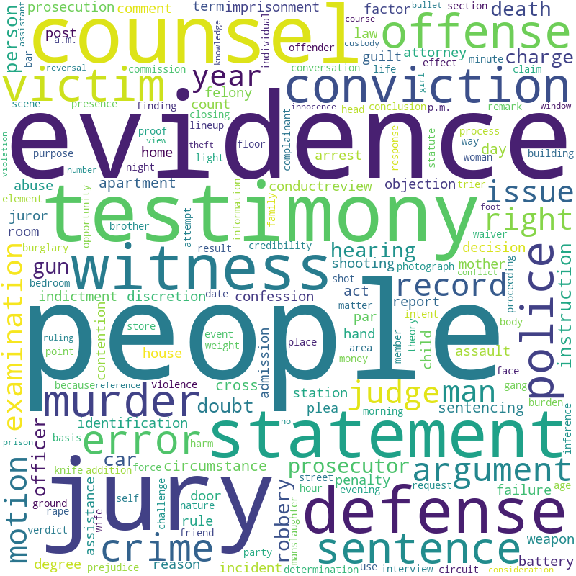 prosecution comment term imprisonment factor death
person post p.m. bar assistant reversal knowledge individual offender
counsel offense
law course bullet custody section
guilt attorney effect minute charge
victim commission conversation life girl claim
year conviction
scene presence finding felony innocence head conclusion p.m. remark window
evidence
violation proof view closing lineup count theft complainant
purpose number night home light floor arrest response statute process way woman day building
element abuse apartment conductreview objection trier issue
testimony
juror room burglary opportunity brother attempt information family foot waiver right
result credibility hearing photograph mother decision conflict proceeding
examination gun witness shooting record police instruction
bedroom indictment discretion date confession shot act report
people
ruling point contention store event weight place matter area money par hand member theory child intent assault body face gang burden inference
because reference house violence admission station morning
murder cross doubt plea judge man sentencing
prison basis error identification harm no statement
officer car knife addition force circumstance prosecutor argument
motion jury door street hour penalty evening request failure age
ground rape wife assistance self challenge nature friend rule robbery manslaughter defense weapon
verdict crime party sentence
degree prejudice reason incident determination use interview circuit consideration battery